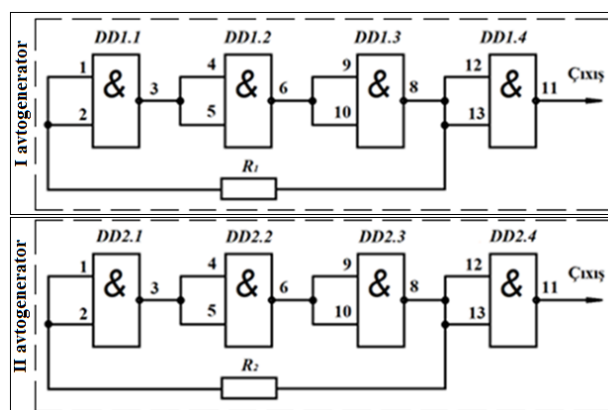 I avtogenerator
DD1.1 DD1.2 DD1.3 DD1.4
& & & &
1 2 3 4 5 6 9 10 8 12 13 11 Çıxış
R1
II avtogenerator
DD2.1 DD2.2 DD2.3 DD2.4
& & & &
1 2 3 4 5 6 9 10 8 12 13 11 Çıxış
R2